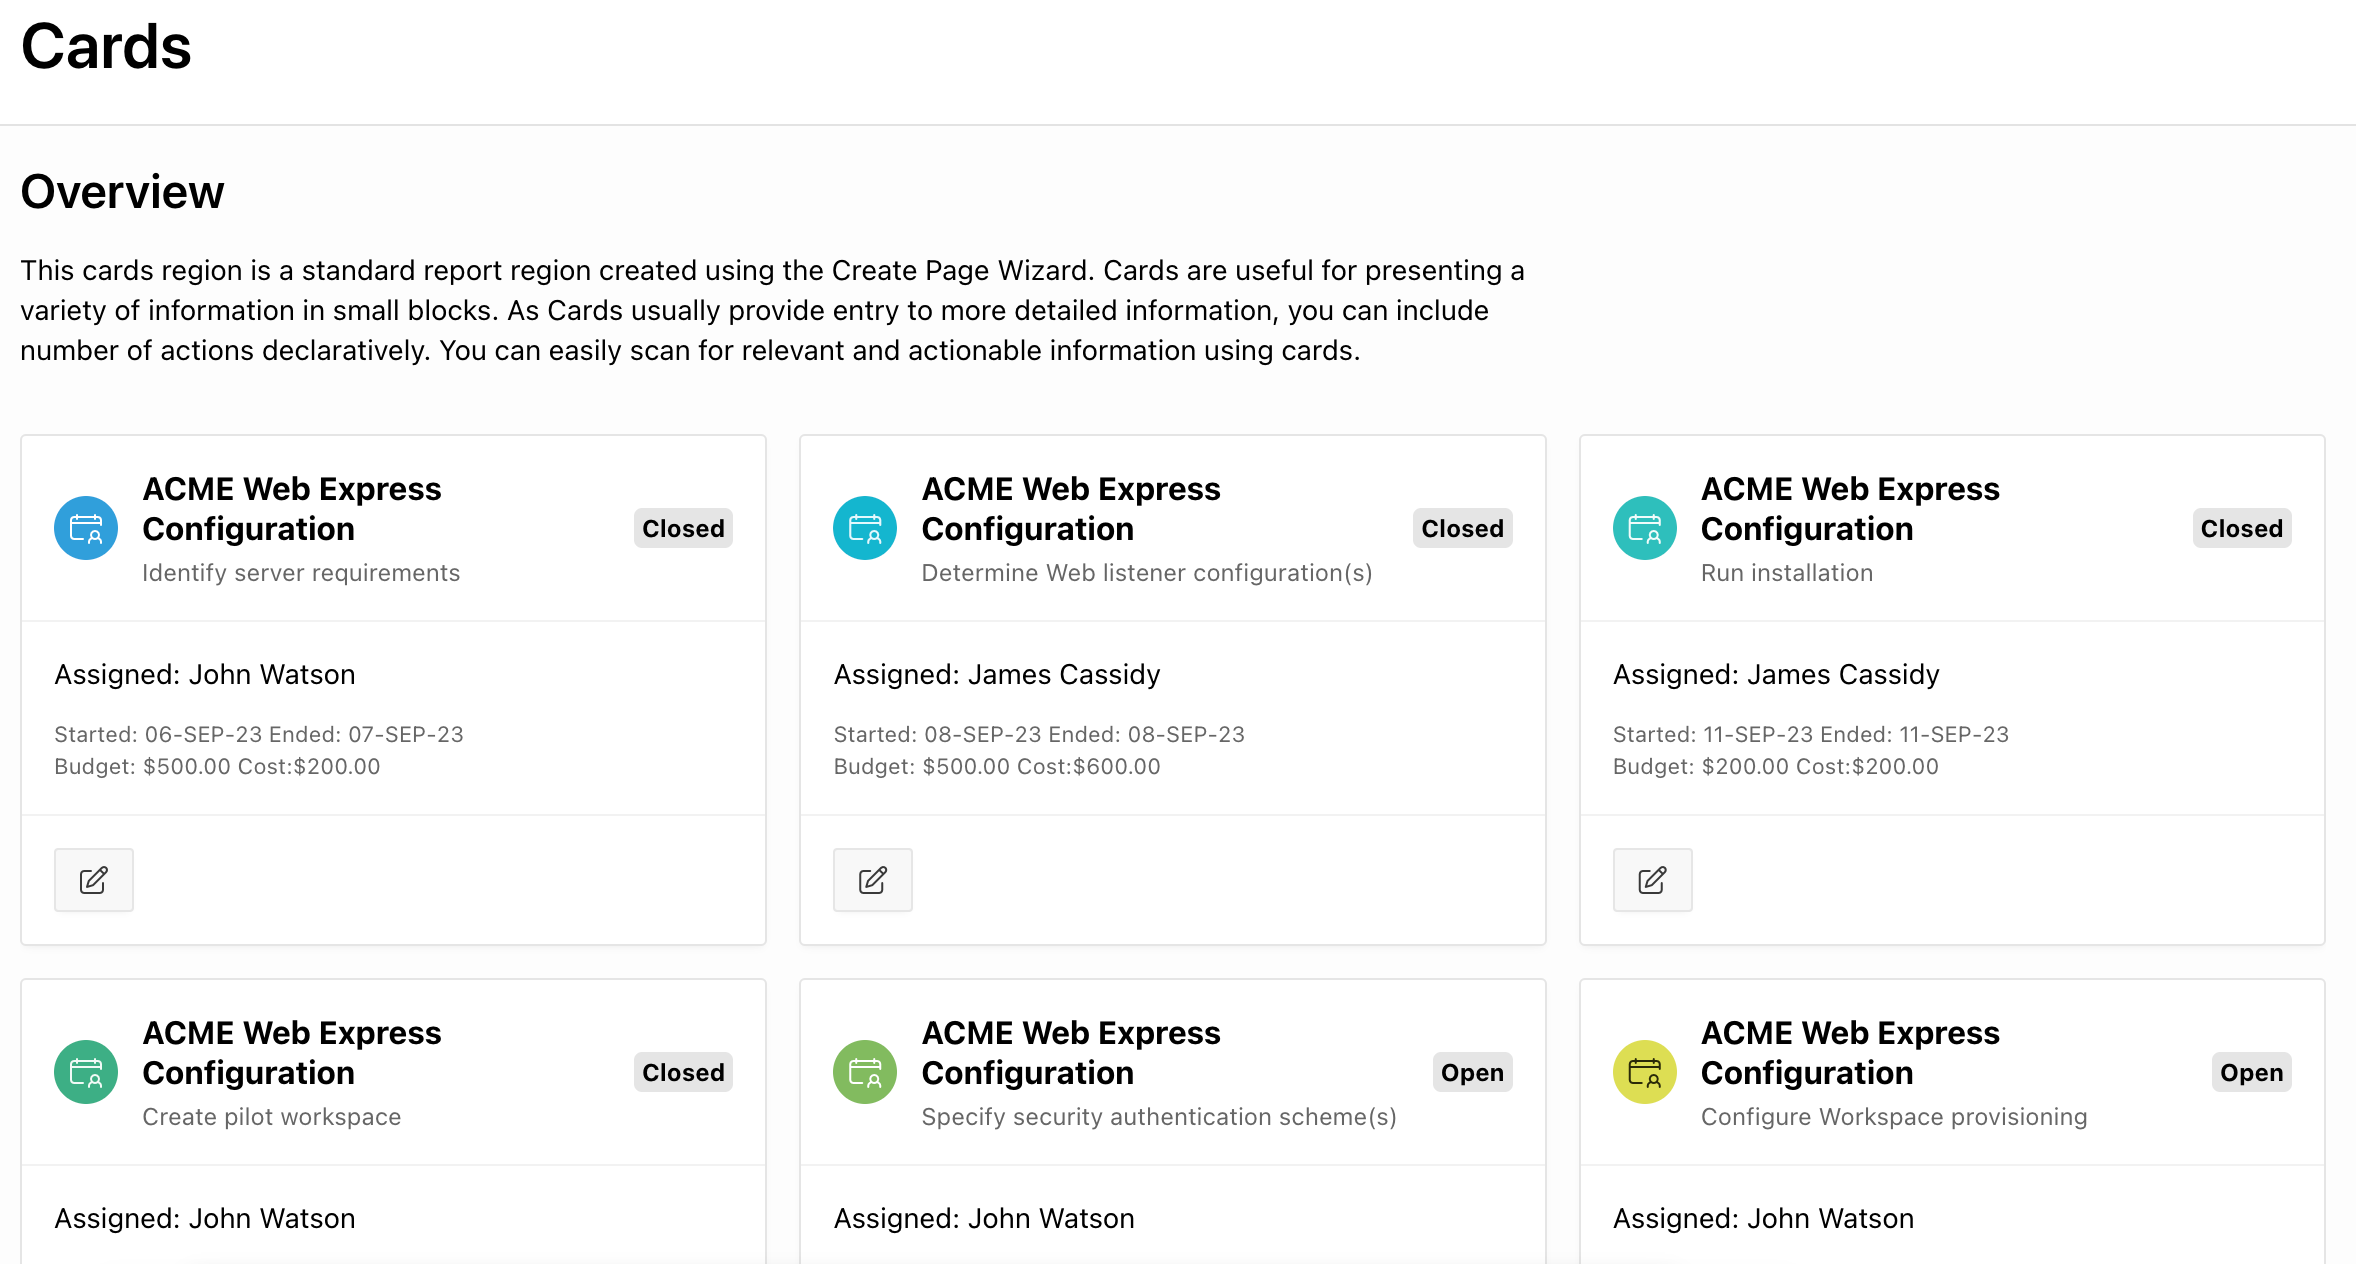 Cards
Overview
This cards region is a standard report region created using the Create Page Wizard. Cards are useful for presenting a
variety of information in small blocks. As Cards usually provide entry to more detailed information, you can include
number of actions declaratively. You can easily scan for relevant and actionable information using cards.
ACME Web Express
Configuration
Closed
Identify server requirements
Assigned: John Watson
Started: 06-SEP-23 Ended: 07-SEP-23
Budget: $500.00 Cost:$200.00
ACME Web Express
Configuration
Closed
Determine Web listener configuration(s)
Assigned: James Cassidy
Started: 08-SEP-23 Ended: 08-SEP-23
Budget: $500.00 Cost:$600.00
ACME Web Express
Configuration
Closed
Run installation
Assigned: James Cassidy
Started: 11-SEP-23 Ended: 11-SEP-23
Budget: $200.00 Cost:$200.00
ACME Web Express
Configuration
Closed
Create pilot workspace
Assigned: John Watson
ACME Web Express
Configuration
Open
Specify security authentication scheme(s)
Assigned: John Watson
ACME Web Express
Configuration
Open
Configure Workspace provisioning
Assigned: John Watson